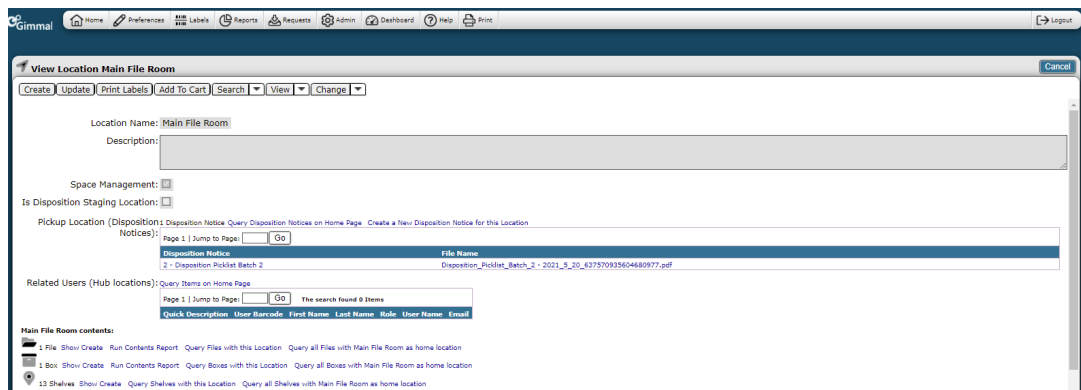 Gimmal Home Preferences Labels Reports Requests Admin Dashboard Help Print Logout
View Location Main File Room Cancel
Create Update Print Labels Add To Cart Search View Change
Location Name: Main File Room
Description:
Space Management:
Is Disposition Staging Location:
Pickup Location (Disposition Notices): 1 Disposition Notice Query Disposition Notices on Home Page Create a New Disposition Notice for this Location
Page 1 | Jump to Page: Go
Disposition Notice File Name
2 - Disposition Picklist Batch 2 Disposition_Picklist_Batch_2 - 2021_5_20_637570935604680977.pdf
Related Users (Hub locations): Query Items on Home Page
Page 1 | Jump to Page: Go The search found 0 Items
Quick Description User Barcode First Name Last Name Role User Name Email
Main File Room contents:
1 File Show Create Run Contents Report Query Files with this Location Query all Files with Main File Room as home location
1 Box Show Create Run Contents Report Query Boxes with this Location Query all Boxes with Main File Room as home location
13 Shelves Show Create Query Shelves with this Location Query all Shelves with Main File Room as home location